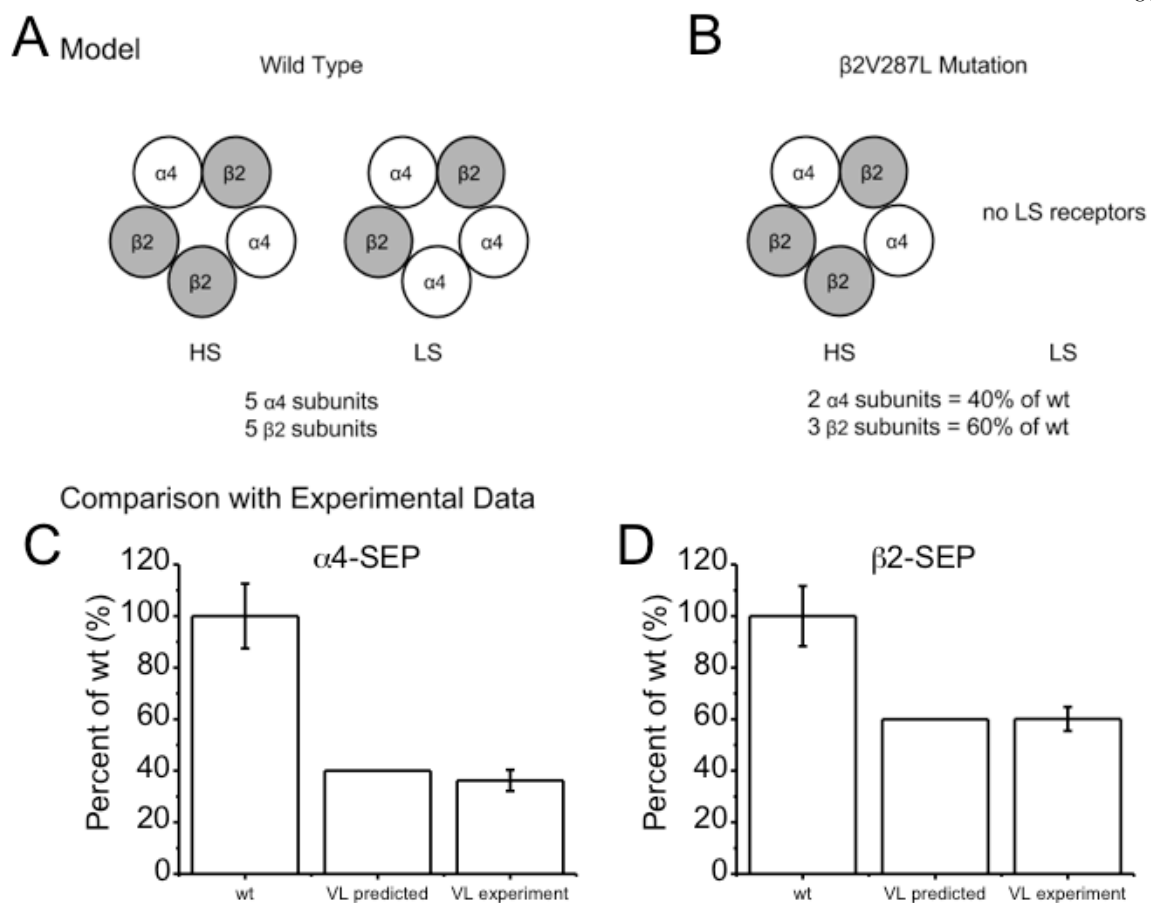 A Model
Wild Type
α4
β2
β2
α4
β2
HS
α4
β2
β2
α4
α4
LS
5 α4 subunits
5 β2 subunits
B
β2V287L Mutation
α4
β2
β2
α4
β2
HS
no LS receptors
LS
2 α4 subunits = 40% of wt
3 β2 subunits = 60% of wt
Comparison with Experimental Data
C
α4-SEP
Percent of wt (%)
120
100
80
60
40
20
0
wt
VL predicted
VL experiment
D
β2-SEP
Percent of wt (%)
120
100
80
60
40
20
0
wt
VL predicted
VL experiment